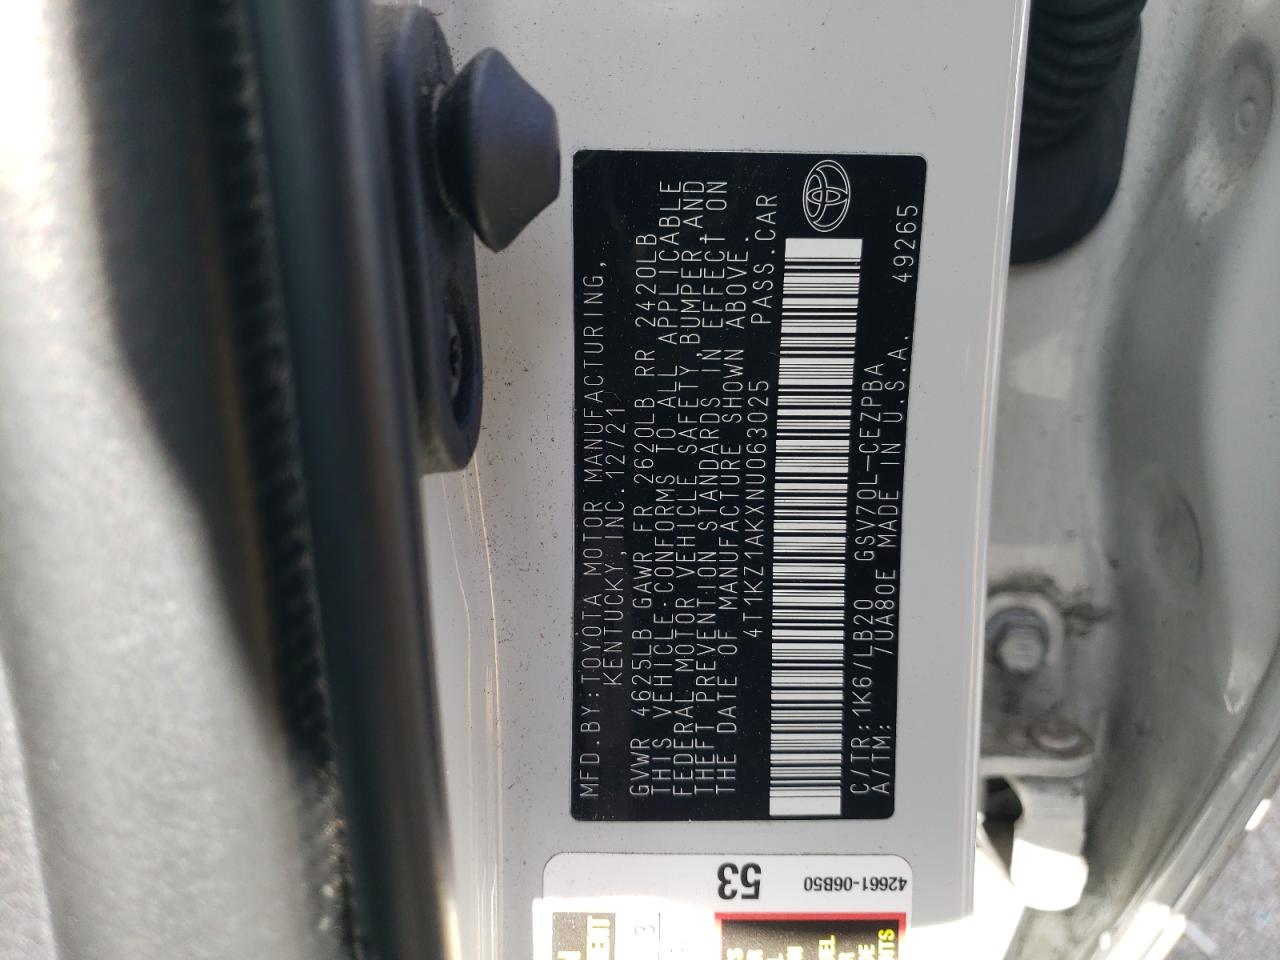 MFD.BY:TOYOTA MOTOR MANUFACTURING,
KENTUCKY,INC.12/21
GVWR 4625LB GAWR FR 2620LB RR 2420LB
THIS VEHICLE CONFORMS TO ALL APPLICABLE
FEDERAL MOTOR VEHICLE SAFETY,BUMPER,AND
THEFT PREVENTION STANDARDS IN EFFECT ON
THE DATE OF MANUFACTURE SHOWN ABOVE.
4T1KZ1AKXNU063025 PASS.CAR
C/TR:1K6/LB20 GSV70L-CEZPBA
A/TM: /UA80E MADE IN U.S.A. 49265
53
42661-06B50
3